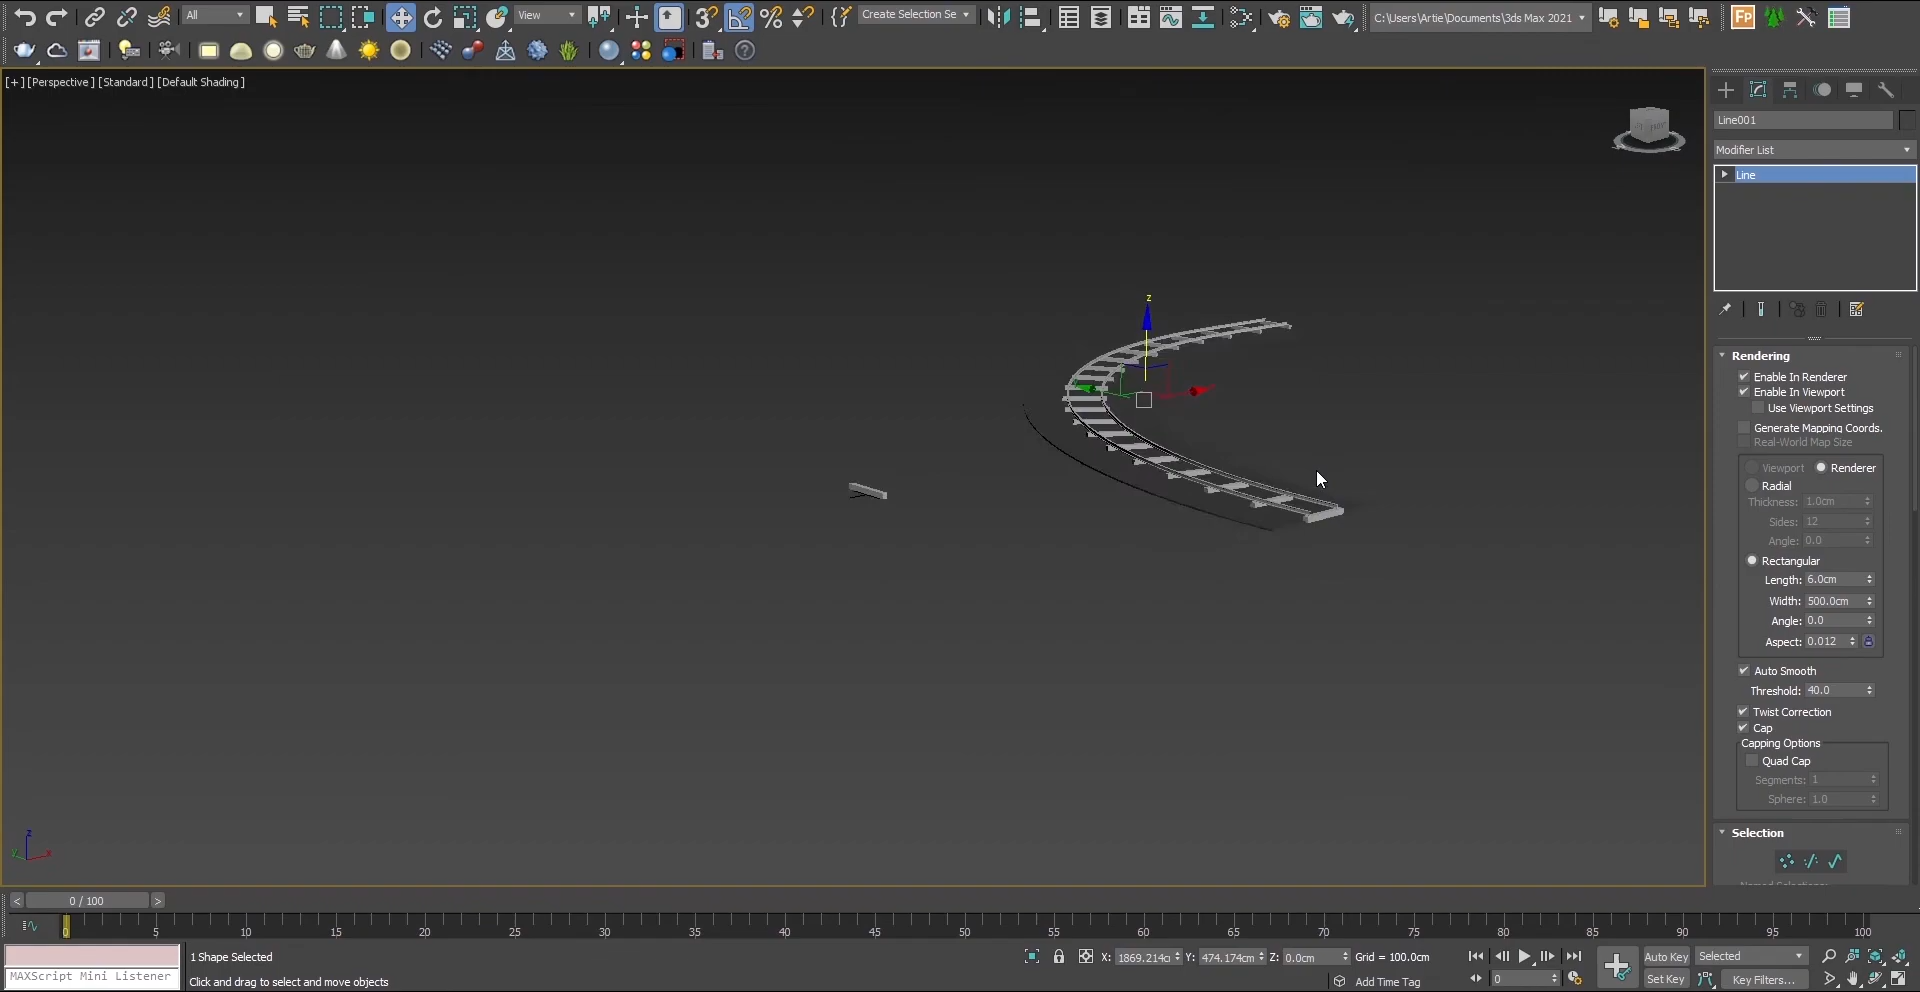 All
View
Create Selection Se
C:\Users\Artie\Documents\3ds Max 2021
Fp
[+] [Perspective] [Standard] [Default Shading]
Line001
Modifier List
Line
z
Rendering
Enable In Renderer
Enable In Viewport
Use Viewport Settings
Generate Mapping Coords.
Real-World Map Size
Viewport Renderer
Radial
Thickness: 1.0cm
Sides: 12
Angle: 0.0
Rectangular
Length: 6.0cm
Width: 500.0cm
Angle: 0.0
Aspect: 0.012
Auto Smooth
Threshold: 40.0
Twist Correction
Cap
Capping Options
Quad Cap
Segments: 1
Sphere: 1.0
Selection
z
y x
< 0 / 100 >
0 5 10 15 20 25 30 35 40 45 50 55 60 65 70 75 80 85 90 95 100
1 Shape Selected
X: 1869.214c Y: 474.174cm Z: 0.0cm Grid = 100.0cm
Auto Key Selected
MAXScript Mini Listener
Click and drag to select and move objects
Add Time Tag
0
Set Key Key Filters...